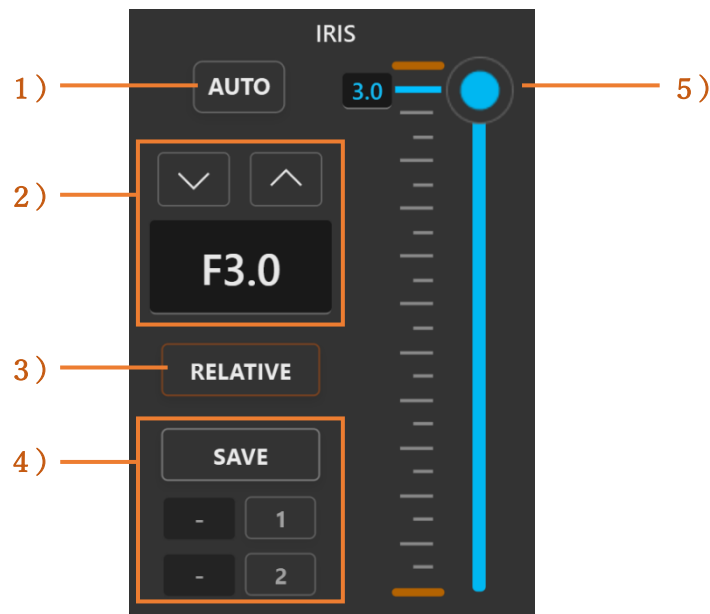 IRIS
1）
AUTO
3.0
5）
2）
F3.0
3）
RELATIVE
4）
SAVE
- 1
- 2